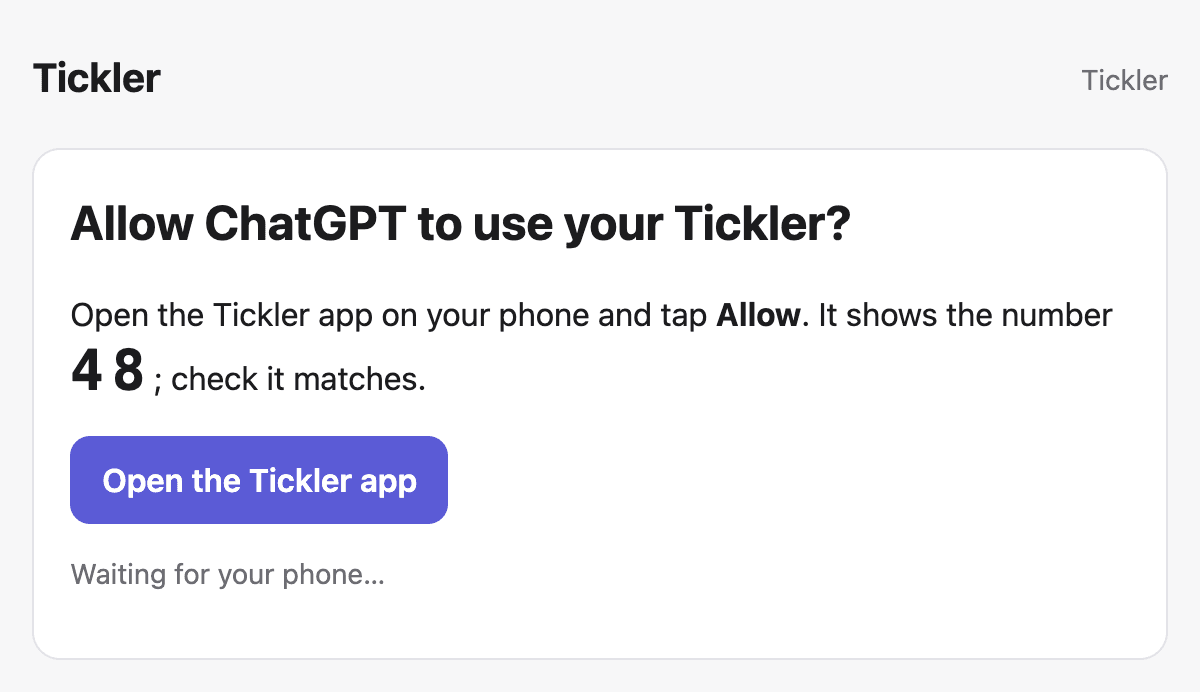 Tickler
Tickler
Allow ChatGPT to use your Tickler?
Open the Tickler app on your phone and tap Allow. It shows the number
4 8 ; check it matches.
Open the Tickler app
Waiting for your phone...